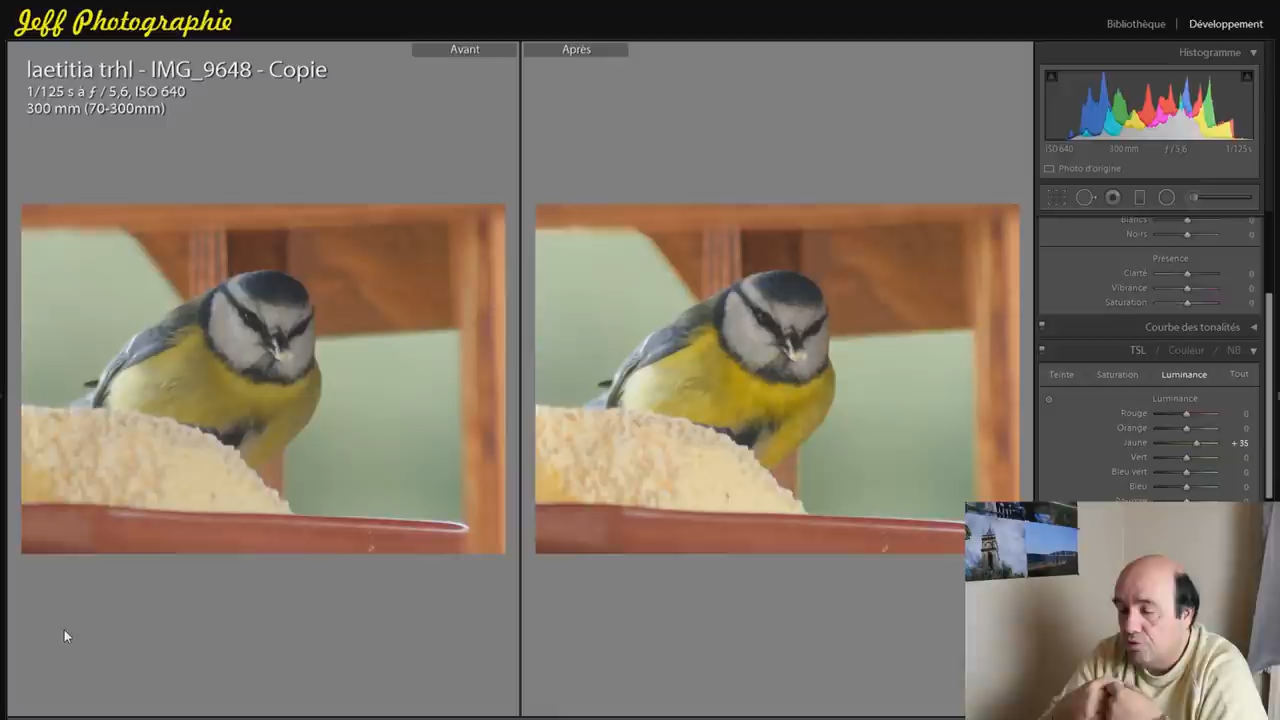 Jeff Photographie
Bibliothèque | Développement
Avant
Après
Histogramme
laetitia trhl - IMG_9648 - Copie
1/125 s à ƒ / 5,6, ISO 640
300 mm (70-300mm)
ISO 640 300 mm ƒ / 5,6 1/125 s
Photo d'origine
Blancs 0
Noirs 0
Présence
Clarté 0
Vibrance 0
Saturation 0
Courbe des tonalités
TSL / Couleur / NB
Teinte Saturation Luminance Tout
Luminance
Rouge 0
Orange 0
Jaune + 35
Vert 0
Bleu vert 0
Bleu 0